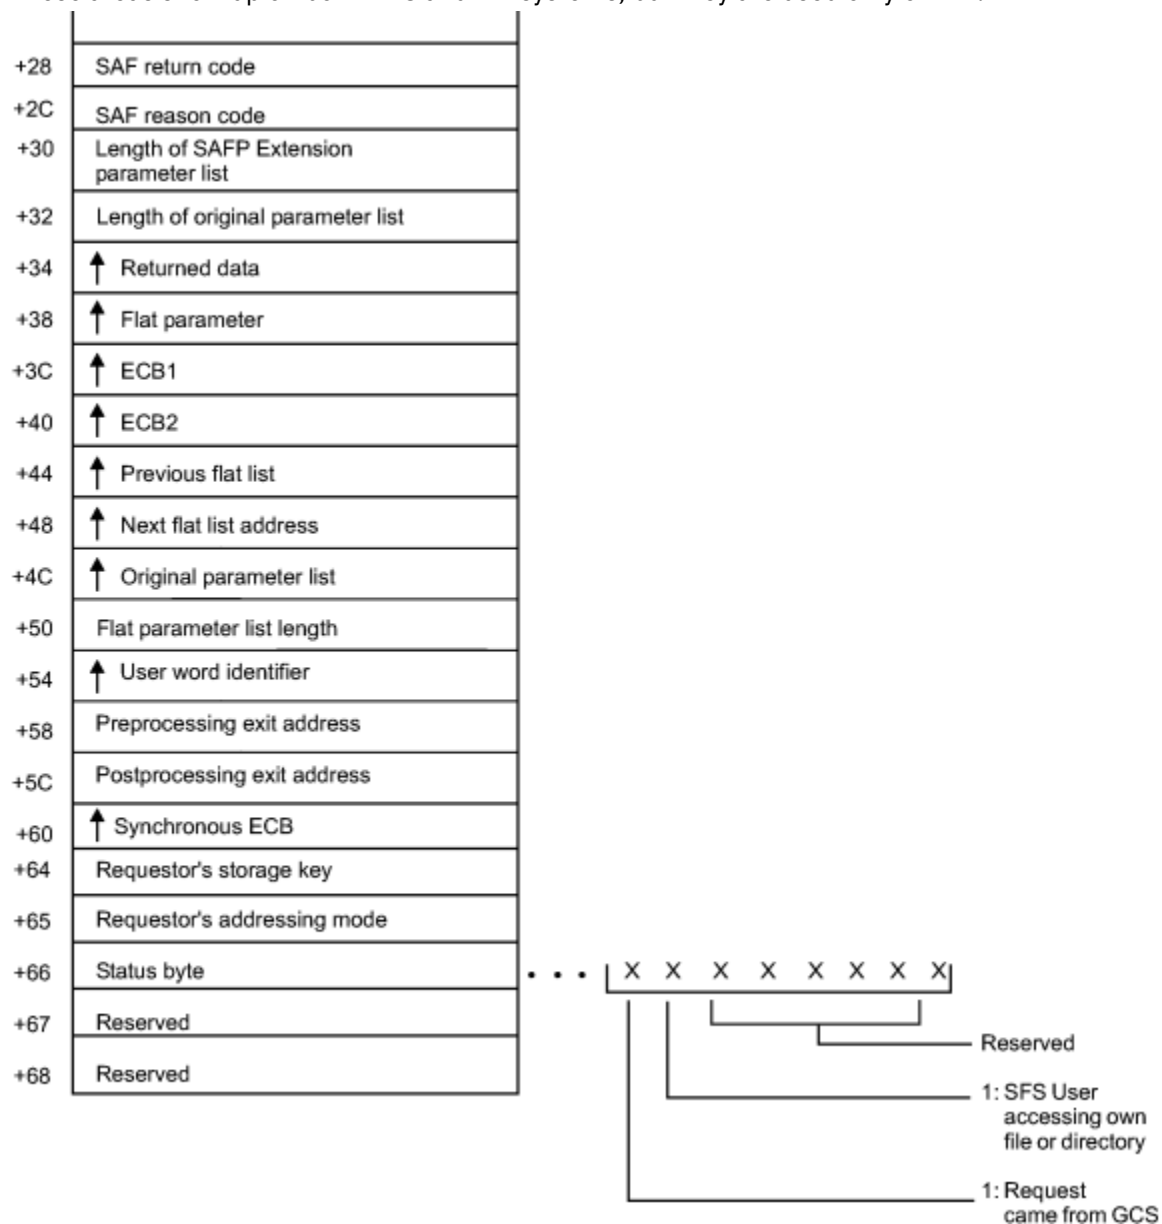 +28 SAF return code
+2C SAF reason code
+30 Length of SAFP Extension
parameter list
+32 Length of original parameter list
+34 Returned data
+38 Flat parameter
+3C ECB1
+40 ECB2
+44 Previous flat list
+48 Next flat list address
+4C Original parameter list
+50 Flat parameter list length
+54 User word identifier
+58 Preprocessing exit address
+5C Postprocessing exit address
+60 Synchronous ECB
+64 Requestor's storage key
+65 Requestor's addressing mode
+66 Status byte . . . X X X X X X X X
+67 Reserved
Reserved
+68 Reserved
1: SFS User
accessing own
file or directory
1: Request
came from GCS